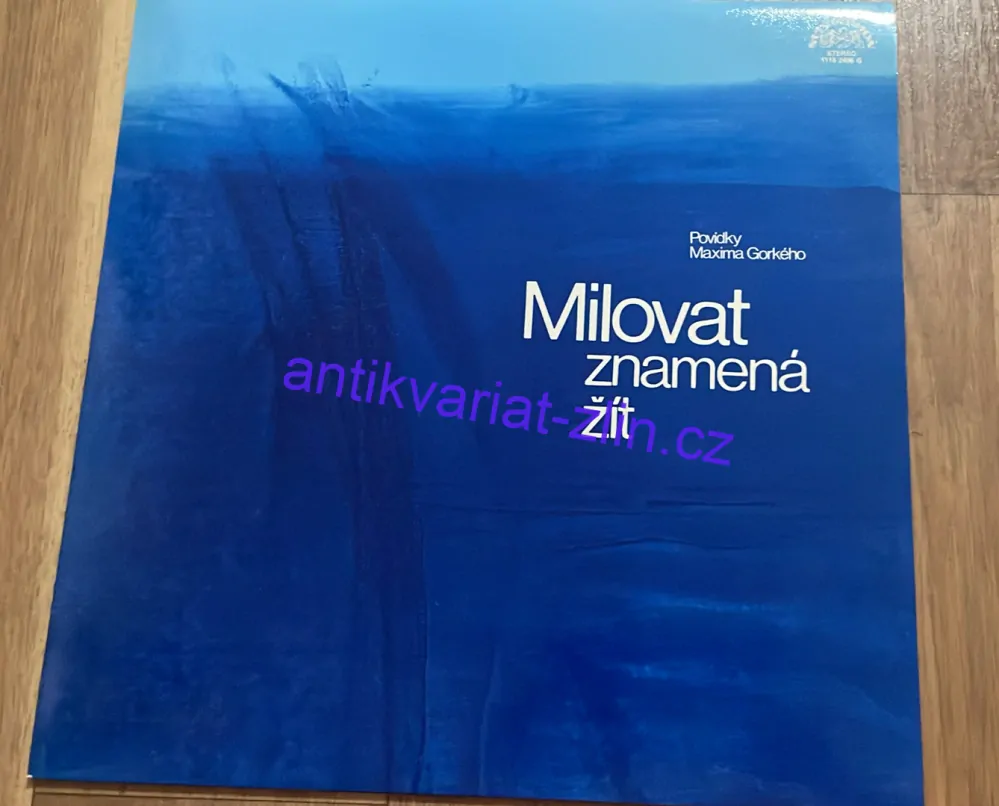 STEREO
Povídky
Maxima Gorkého
Milovat
znamená
žít
antikvariat-zlin.cz